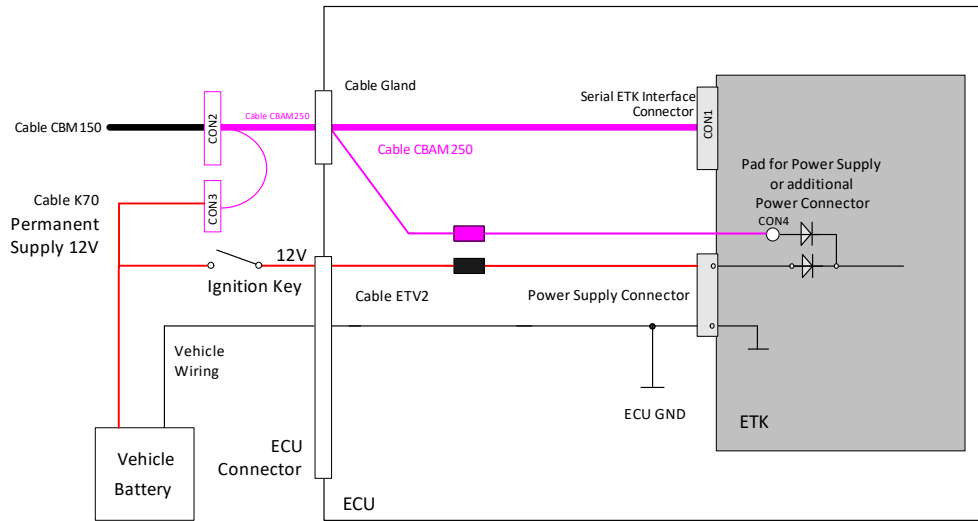 Cable Gland
Serial ETK Interface
Connector
Cable CBM150
CON2
Cable CBAM250
CON1
Cable CBAM250
Pad for Power Supply
or additional
Power Connector
CON4
Cable K70
CON3
Permanent
Supply 12V
12V
Ignition Key
Cable ETV2
Power Supply Connector
Vehicle
Wiring
ECU GND
ETK
ECU
Connector
Vehicle
Battery
ECU